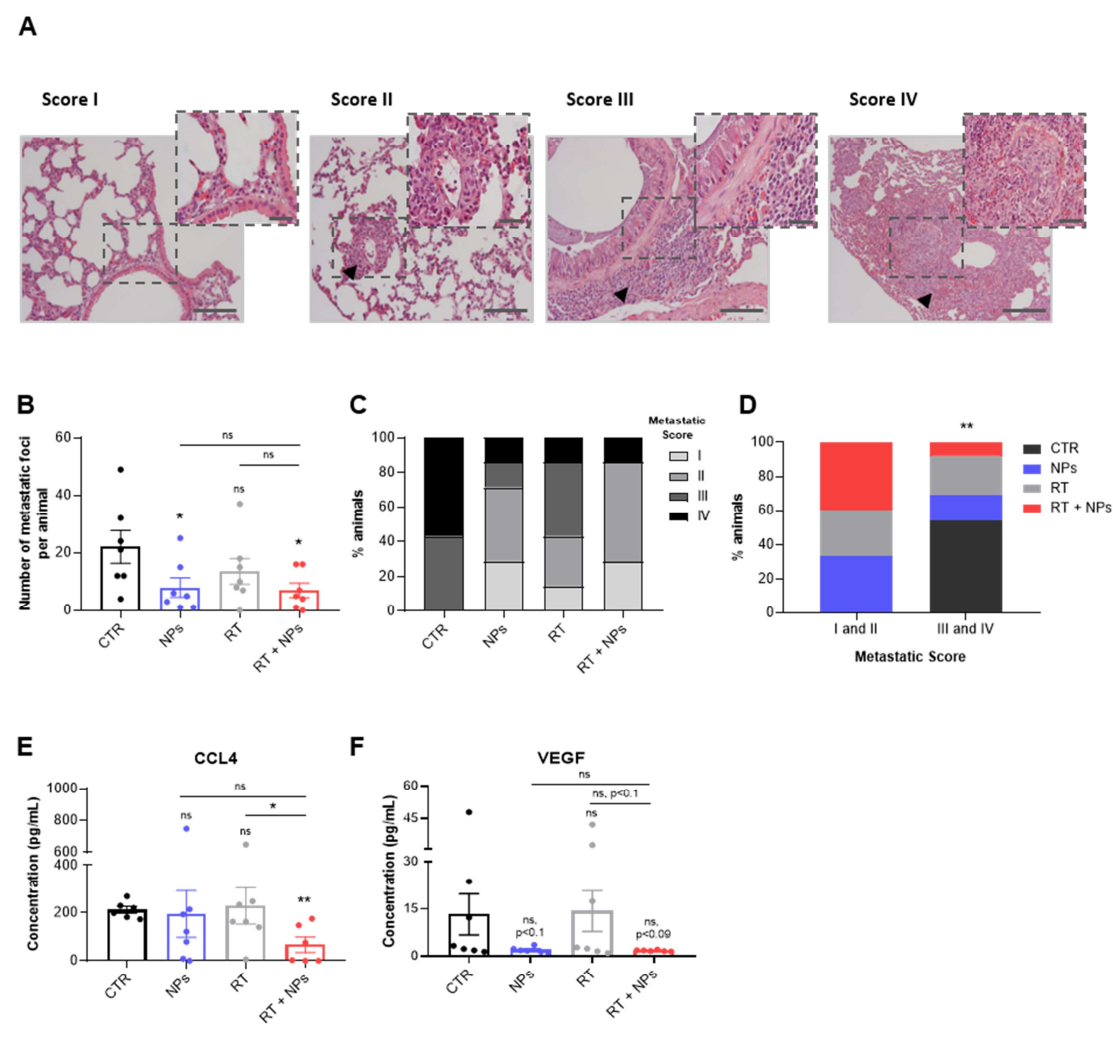 A
Score I
Score II
Score III
Score IV
B
Number of metastatic foci
per animal
60
40
20
0
ns
ns
*
ns
*
CTR
NPs
RT
RT + NPs
C
% animals
100
80
60
40
20
0
CTR
NPs
RT
RT + NPs
Metastatic
Score
I
II
III
IV
D
% animals
100
80
60
40
20
0
**
I and II
III and IV
Metastatic Score
CTR
NPs
RT
RT + NPs
E
CCL4
Concentration (pg/mL)
1000
800
600
400
200
0
ns
*
ns
ns
**
CTR
NPs
RT
RT + NPs
F
VEGF
Concentration (pg/mL)
60
45
30
15
0
ns
ns, p<0.1
ns
ns,
p<0.1
ns,
p<0.09
CTR
NPs
RT
RT + NPs